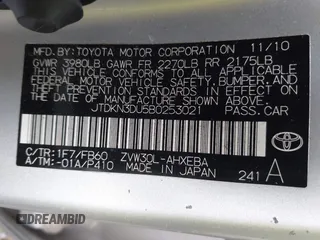 MFD. BY: TOYOTA MOTOR CORPORATION 11/10
GVWR 3980LB GAWR FR 2270LB RR 2175LB
THIS VEHICLE CONFORMS TO ALL APPLICABLE
FEDERAL MOTOR VEHICLE SAFETY, BUMPER, AND
THEFT PREVENTION STANDARDS IN EFFECT ON
THE DATE OF MANUFACTURE SHOWN ABOVE.
JTDKN3DU5B0253021 PASS.CAR
C/TR: 1F7/FB60 ZVW30L-AHXEBA
A/TM: -01A/P410 MADE IN JAPAN 241 A
TOYOTA
DREAMBID